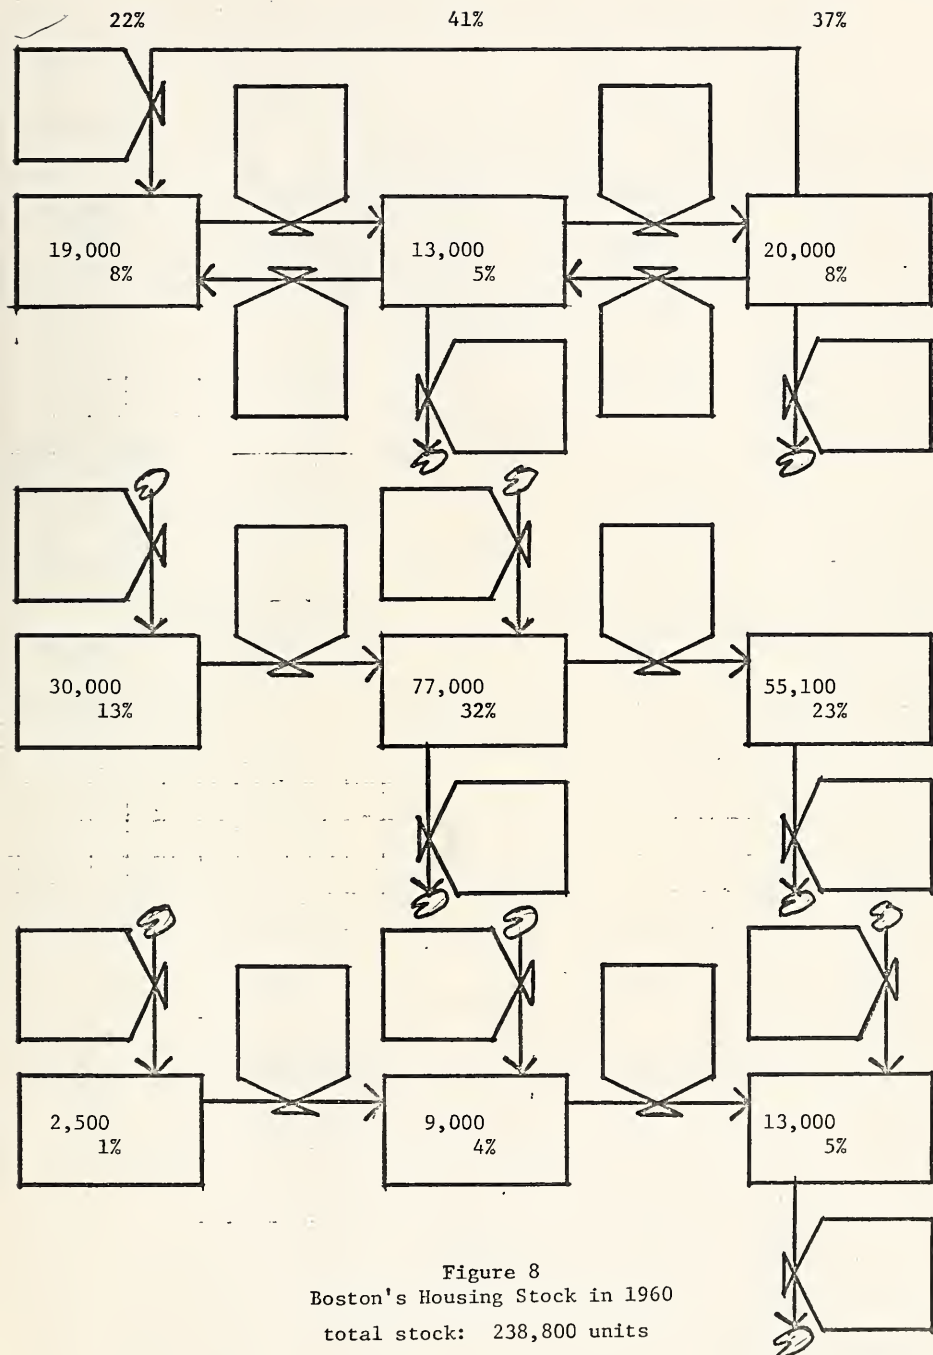 22% 41% 37%
19,000 13,000 20,000
8% 5% 8%
30,000 77,000 55,100
13% 32% 23%
2,500 9,000 13,000
1% 4% 5%
Figure 8
Boston's Housing Stock in 1960
total stock: 238,800 units